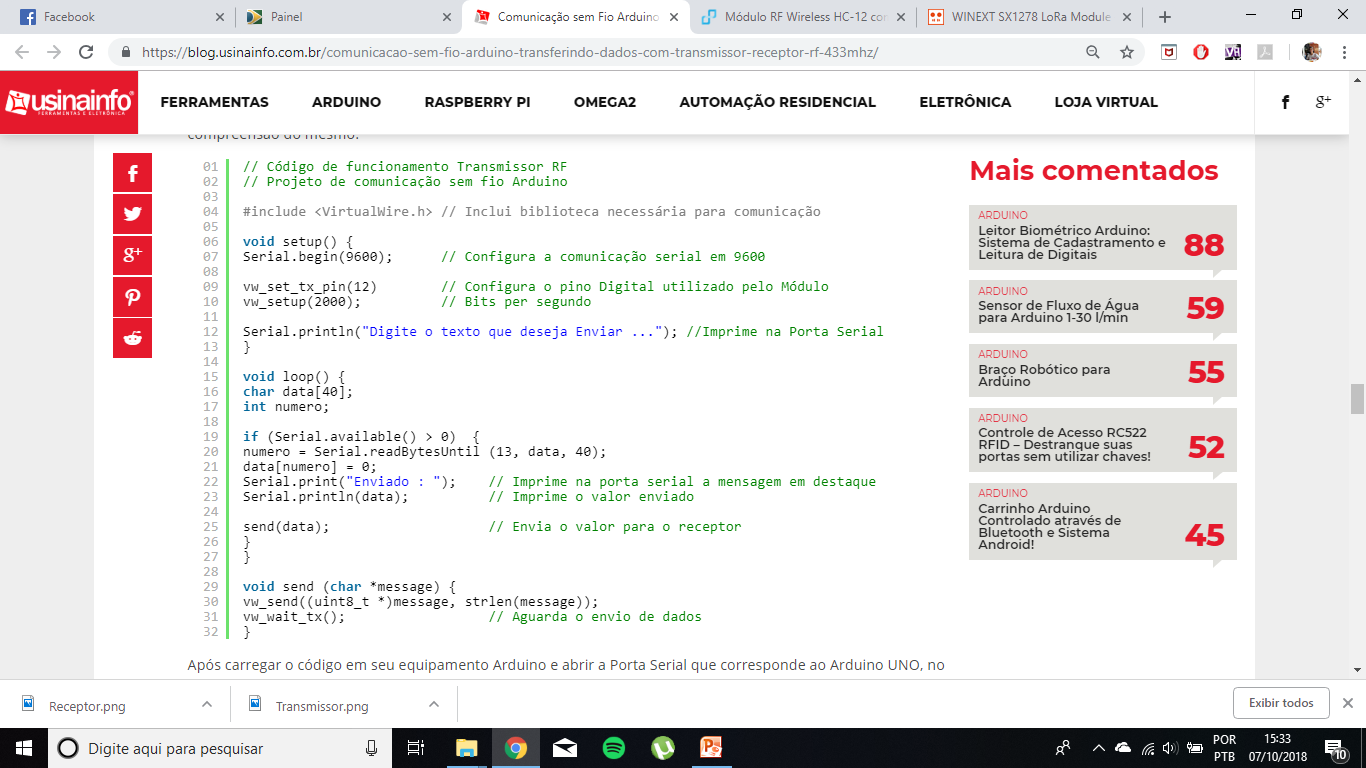 Facebook
Painel
Comunicação sem Fio Arduino
Módulo RF Wireless HC-12 con
WINEXT SX1278 LoRa Module
https://blog.usinainfo.com.br/comunicacao-sem-fio-arduino-transferindo-dados-com-transmissor-receptor-rf-433mhz/
usinainfo
FERRAMENTAS E ELETRÔNICA
FERRAMENTAS ARDUINO RASPBERRY PI OMEGA2 AUTOMAÇÃO RESIDENCIAL ELETRÔNICA LOJA VIRTUAL
compreensão do mesmo.
01 // Código de funcionamento Transmissor RF
02 // Projeto de comunicação sem fio Arduino
03
04 #include <VirtualWire.h> // Inclui biblioteca necessária para comunicação
05
06 void setup() {
07 Serial.begin(9600); // Configura a comunicação serial em 9600
08
09 vw_set_tx_pin(12) // Configura o pino Digital utilizado pelo Módulo
10 vw_setup(2000); // Bits per segundo
11
12 Serial.println("Digite o texto que deseja Enviar ..."); //Imprime na Porta Serial
13 }
14
15 void loop() {
16 char data[40];
17 int numero;
18
19 if (Serial.available() > 0) {
20 numero = Serial.readBytesUntil (13, data, 40);
21 data[numero] = 0;
22 Serial.print("Enviado : "); // Imprime na porta serial a mensagem em destaque
23 Serial.println(data); // Imprime o valor enviado
24
25 send(data); // Envia o valor para o receptor
26 }
27 }
28
29 void send (char *message) {
30 vw_send((uint8_t *)message, strlen(message));
31 vw_wait_tx(); // Aguarda o envio de dados
32 }
Após carregar o código em seu equipamento Arduino e abrir a Porta Serial que corresponde ao Arduino UNO, no
Mais comentados
ARDUINO
Leitor Biométrico Arduino:
Sistema de Cadastramento e
Leitura de Digitais
88
ARDUINO
Sensor de Fluxo de Água
para Arduino 1-30 l/min
59
ARDUINO
Braço Robótico para
Arduino
55
ARDUINO
Controle de Acesso RC522
RFID – Destranque suas
portas sem utilizar chaves!
52
ARDUINO
Carrinho Arduino
Controlado através de
Bluetooth e Sistema
Android!
45
Receptor.png
Transmissor.png
Exibir todos
Digite aqui para pesquisar
POR
PTB
15:33
07/10/2018
10